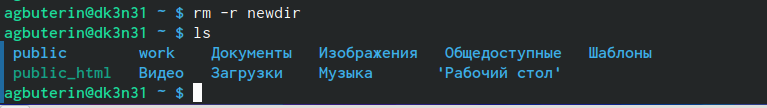 agbuterin@dk3n31 ~ $ rm -r newdir
agbuterin@dk3n31 ~ $ ls
public work Документы Изображения Общедоступные Шаблоны
public_html Видео Загрузки Музыка 'Рабочий стол'
agbuterin@dk3n31 ~ $